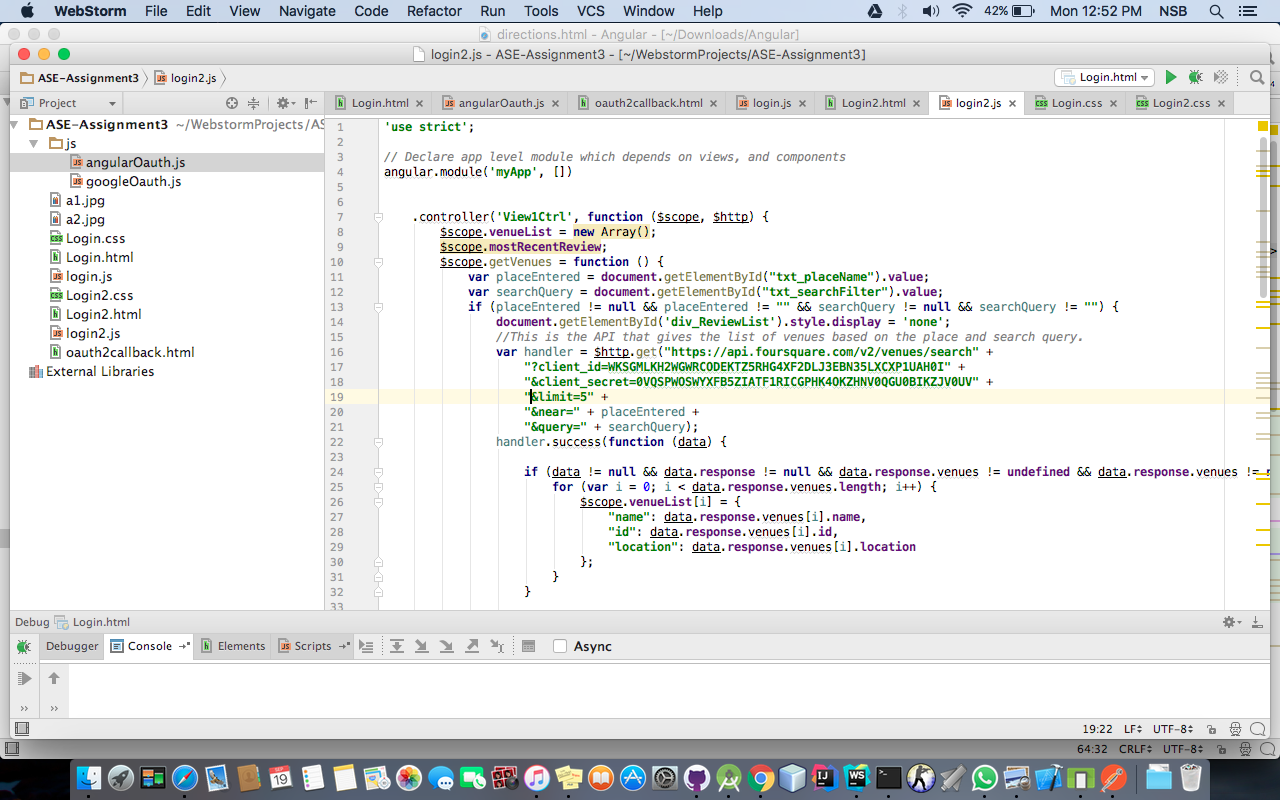 WebStorm File Edit View Navigate Code Refactor Run Tools VCS Window Help 42% Mon 12:52 PM NSB
directions.html - Angular - [~/Downloads/Angular]
login2.js - ASE-Assignment3 - [~/WebstormProjects/ASE-Assignment3]
ASE-Assignment3 login2.js Login.html
Project Login.html angularOauth.js oauth2callback.html login.js Login2.html login2.js Login.css Login2.css
ASE-Assignment3 ~/WebstormProjects/AS
js
angularOauth.js
googleOauth.js
a1.jpg
a2.jpg
Login.css
Login.html
login.js
Login2.css
Login2.html
login2.js
oauth2callback.html
External Libraries
1 'use strict';
2
3 // Declare app level module which depends on views, and components
4 angular.module('myApp', [])
5
6
7 .controller('View1Ctrl', function ($scope, $http) {
8 $scope.venueList = new Array();
9 $scope.mostRecentReview;
10 $scope.getVenues = function () {
11 var placeEntered = document.getElementById("txt_placeName").value;
12 var searchQuery = document.getElementById("txt_searchFilter").value;
13 if (placeEntered != null && placeEntered != "" && searchQuery != null && searchQuery != "") {
14 document.getElementById('div_ReviewList').style.display = 'none';
15 //This is the API that gives the list of venues based on the place and search query.
16 var handler = $http.get("https://api.foursquare.com/v2/venues/search" +
17 "?client_id=WKSGMLKH2WGWRCODEKTZ5RHG4XF2DLJ3EBN35LXCXP1UAH0I" +
18 "&client_secret=0VQSPWOSWYXFB5ZIATF1RICGPHK4OKZHNV0QGU0BIKZJV0UV" +
19 "&limit=5" +
20 "&near=" + placeEntered +
21 "&query=" + searchQuery);
22 handler.success(function (data) {
23
24 if (data != null && data.response != null && data.response.venues != undefined && data.response.venues != n
25 for (var i = 0; i < data.response.venues.length; i++) {
26 $scope.venueList[i] = {
27 "name": data.response.venues[i].name,
28 "id": data.response.venues[i].id,
29 "location": data.response.venues[i].location
30 };
31 }
32 }
33
Debug Login.html
Debugger Console Elements Scripts Async
19:22 LF UTF-8
64:32 CRLF UTF-8
SEP
19
IJ WS